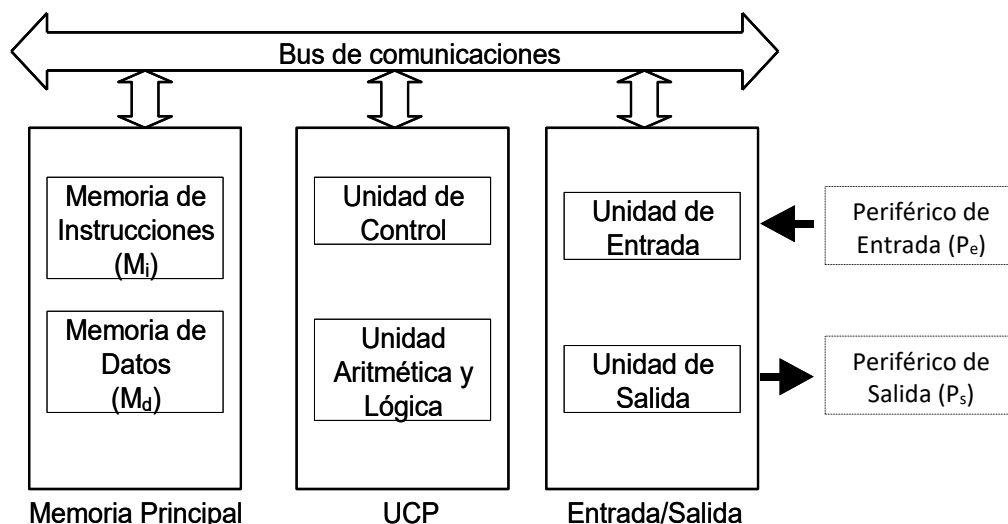 Bus de comunicaciones
Memoria de
Instrucciones
(Mi)
Memoria de
Datos
(Md)
Memoria Principal
Unidad de
Control
Unidad
Aritmética y
Lógica
UCP
Unidad de
Entrada
Unidad de
Salida
Entrada/Salida
Periférico de
Entrada (Pe)
Periférico de
Salida (Ps)